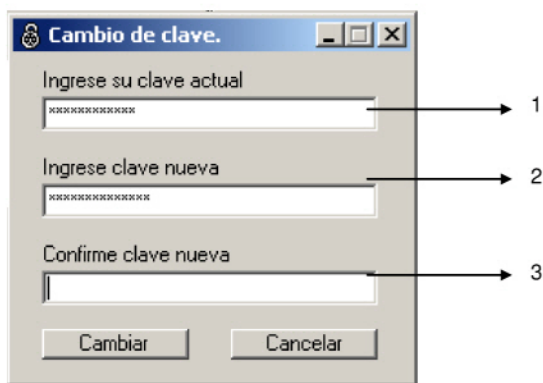 Cambio de clave.
Ingrese su clave actual
************
1
Ingrese clave nueva
**************
2
Confirme clave nueva
3
Cambiar Cancelar